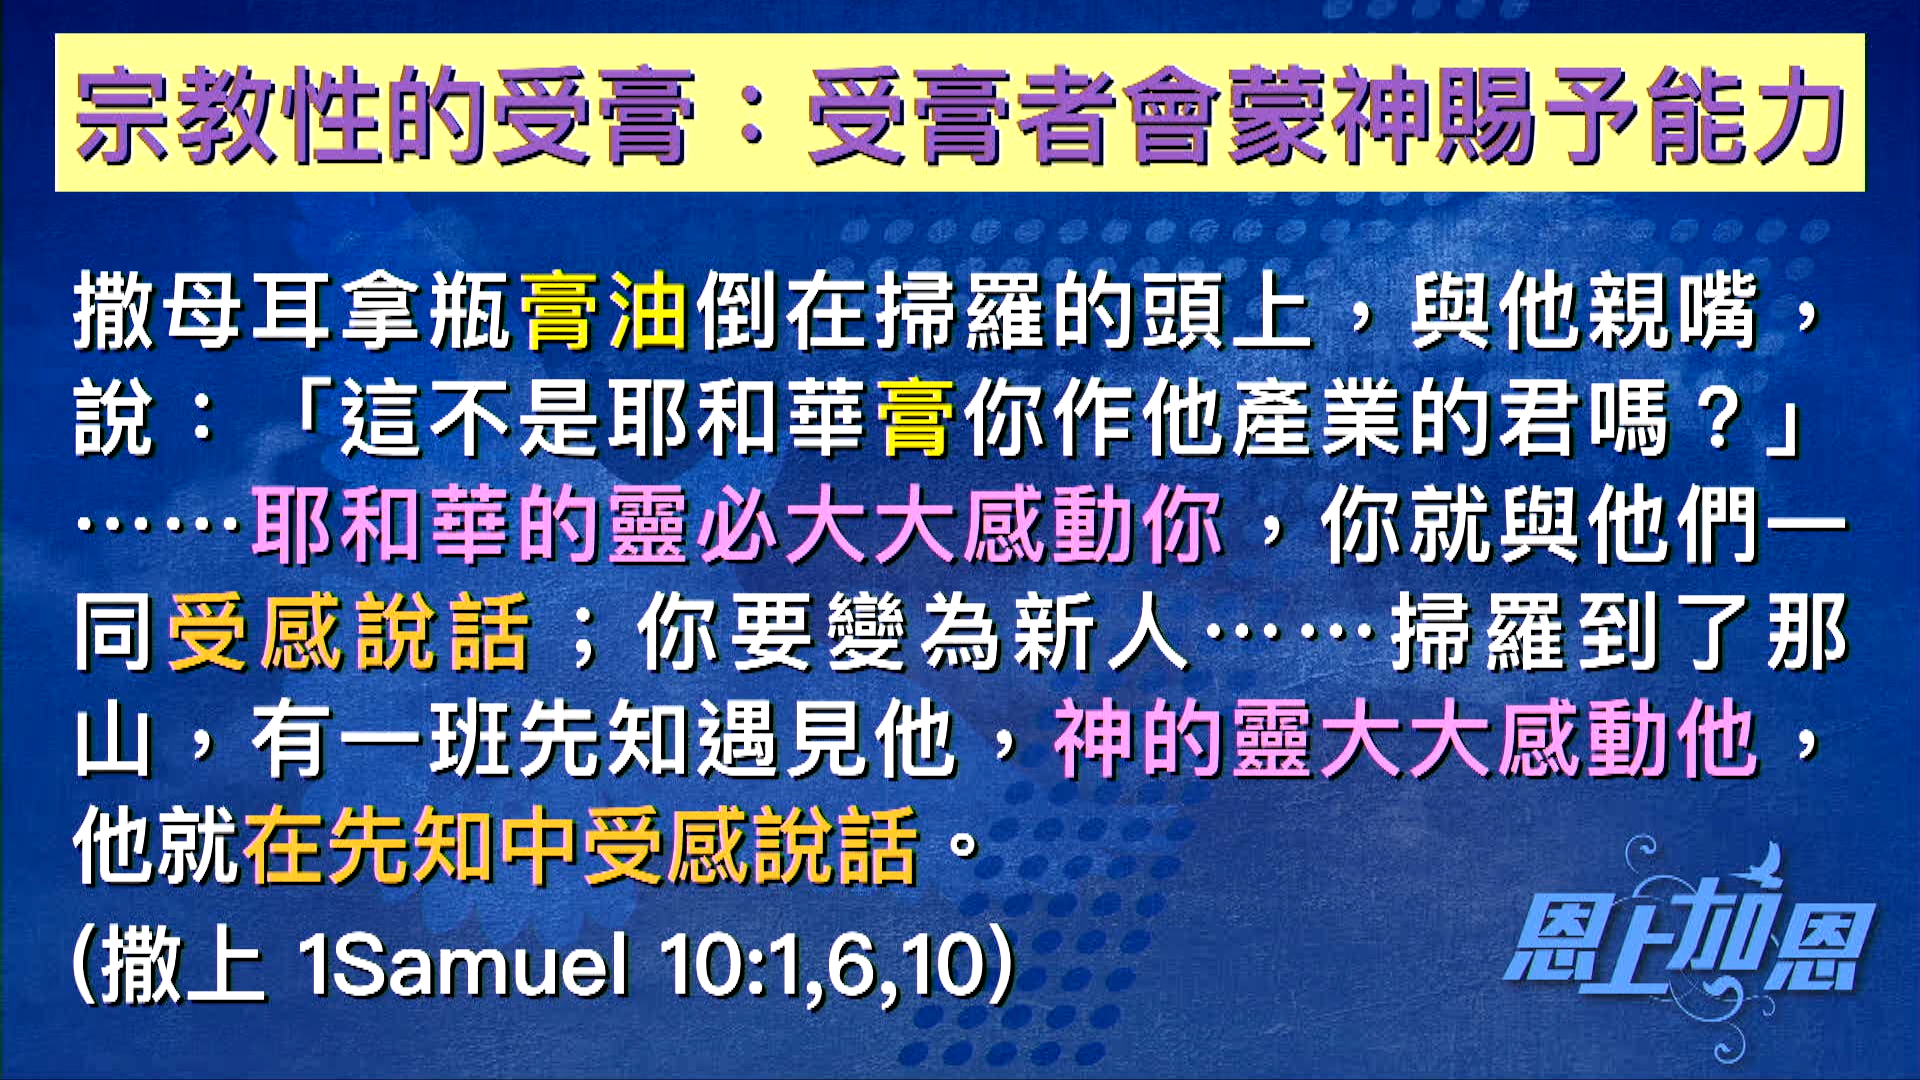 宗教性的受膏：受膏者會蒙神賜予能力
撒母耳拿瓶膏油倒在掃羅的頭上，與他親嘴，
說：「這不是耶和華膏你作他產業的君嗎？」
……耶和華的靈必大大感動你，你就與他們一
同受感說話；你要變為新人……掃羅到了那
山，有一班先知遇見他，神的靈大大感動他，
他就在先知中受感說話。
(撒上 1Samuel 10:1,6,10)
恩上加恩